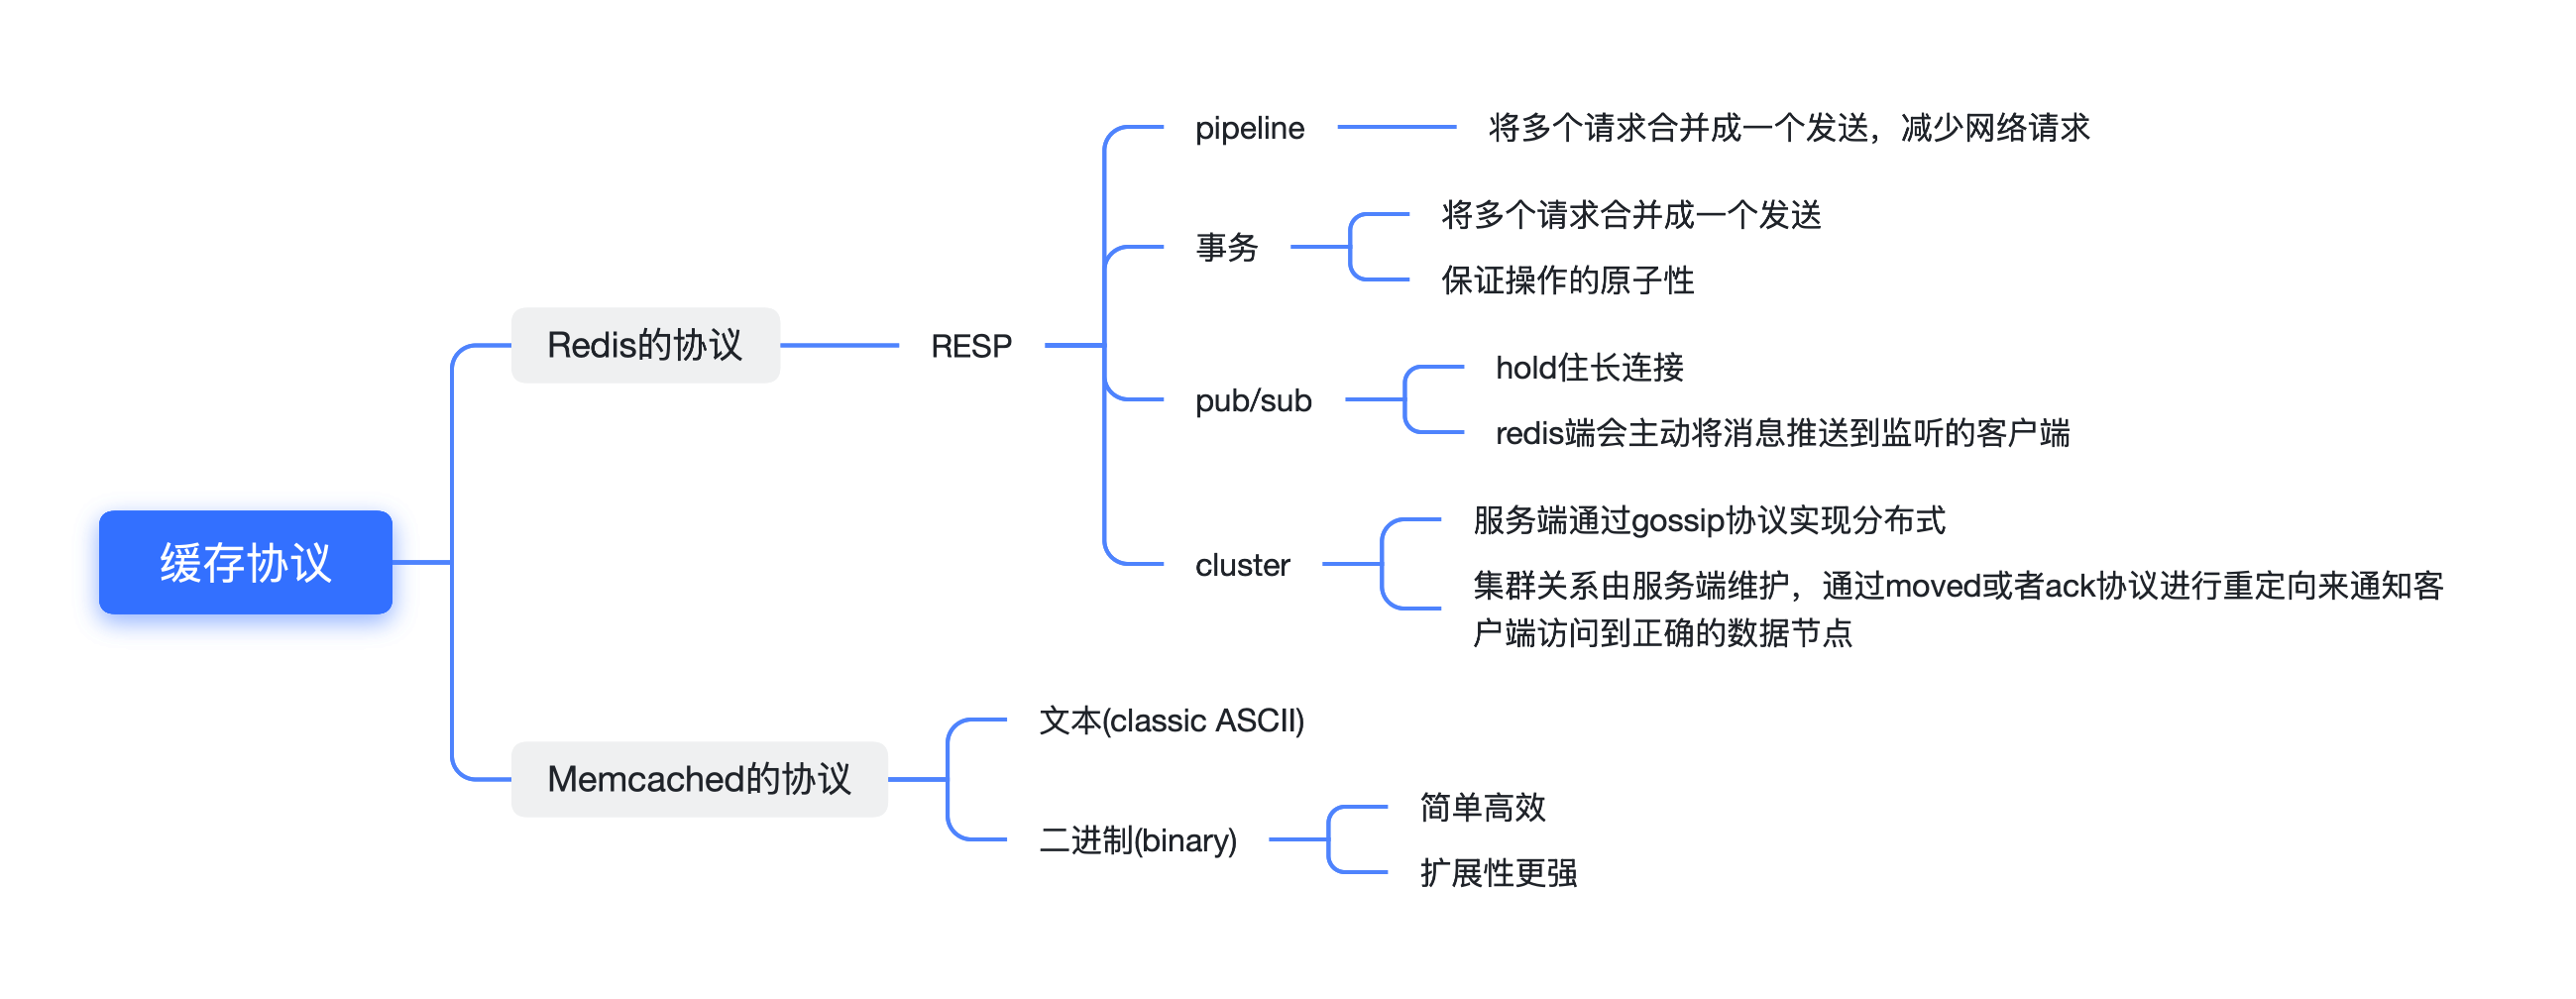 pipeline
将多个请求合并成一个发送，减少网络请求
事务
将多个请求合并成一个发送
保证操作的原子性
Redis的协议
RESP
pub/sub
hold住长连接
redis端会主动将消息推送到监听的客户端
缓存协议
cluster
服务端通过gossip协议实现分布式
集群关系由服务端维护，通过moved或者ack协议进行重定向来通知客
户端访问到正确的数据节点
Memcached的协议
文本(classic ASCII)
二进制(binary)
简单高效
扩展性更强